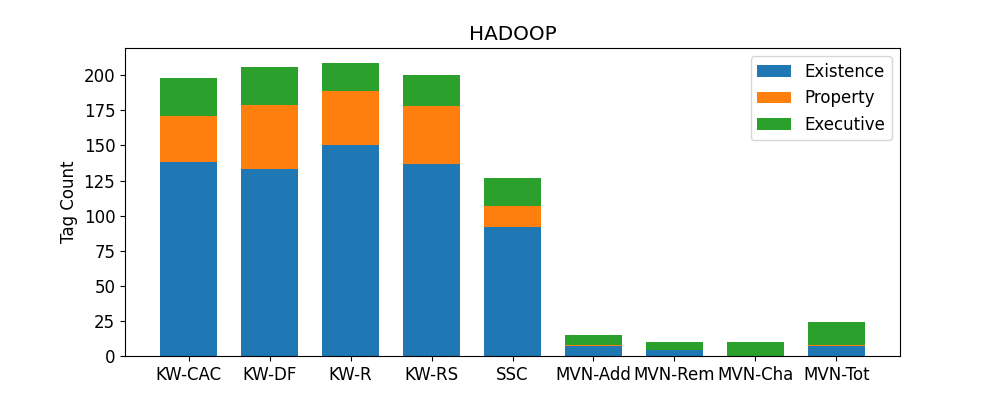 HADOOP
Existence
Property
Executive
Tag Count
200
175
150
125
100
75
50
25
0
KW-CAC KW-DF KW-R KW-RS SSC MVN-Add MVN-Rem MVN-Cha MVN-Tot